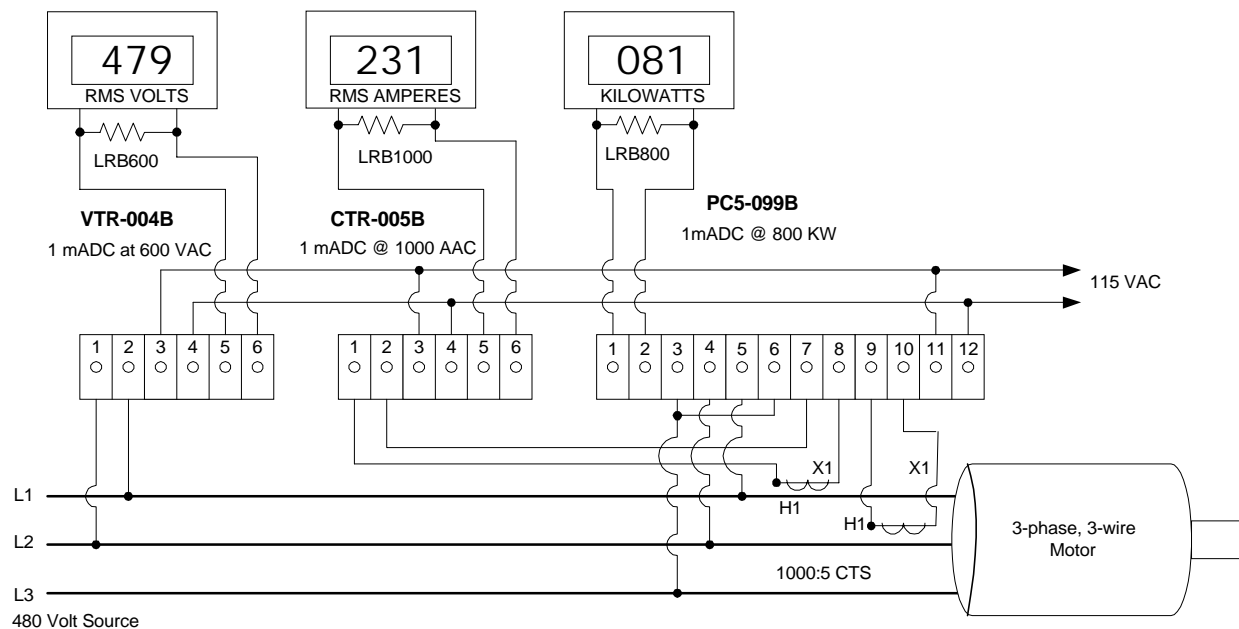 479
RMS VOLTS
231
RMS AMPERES
081
KILOWATTS
LRB600
LRB1000
LRB800
VTR-004B
1 mADC at 600 VAC
CTR-005B
1 mADC @ 1000 AAC
PC5-099B
1mADC @ 800 KW
115 VAC
1 2 3 4 5 6
1 2 3 4 5 6
1 2 3 4 5 6 7 8 9 10 11 12
X1
X1
L1
H1
H1
L2
3-phase, 3-wire
Motor
1000:5 CTS
L3
480 Volt Source